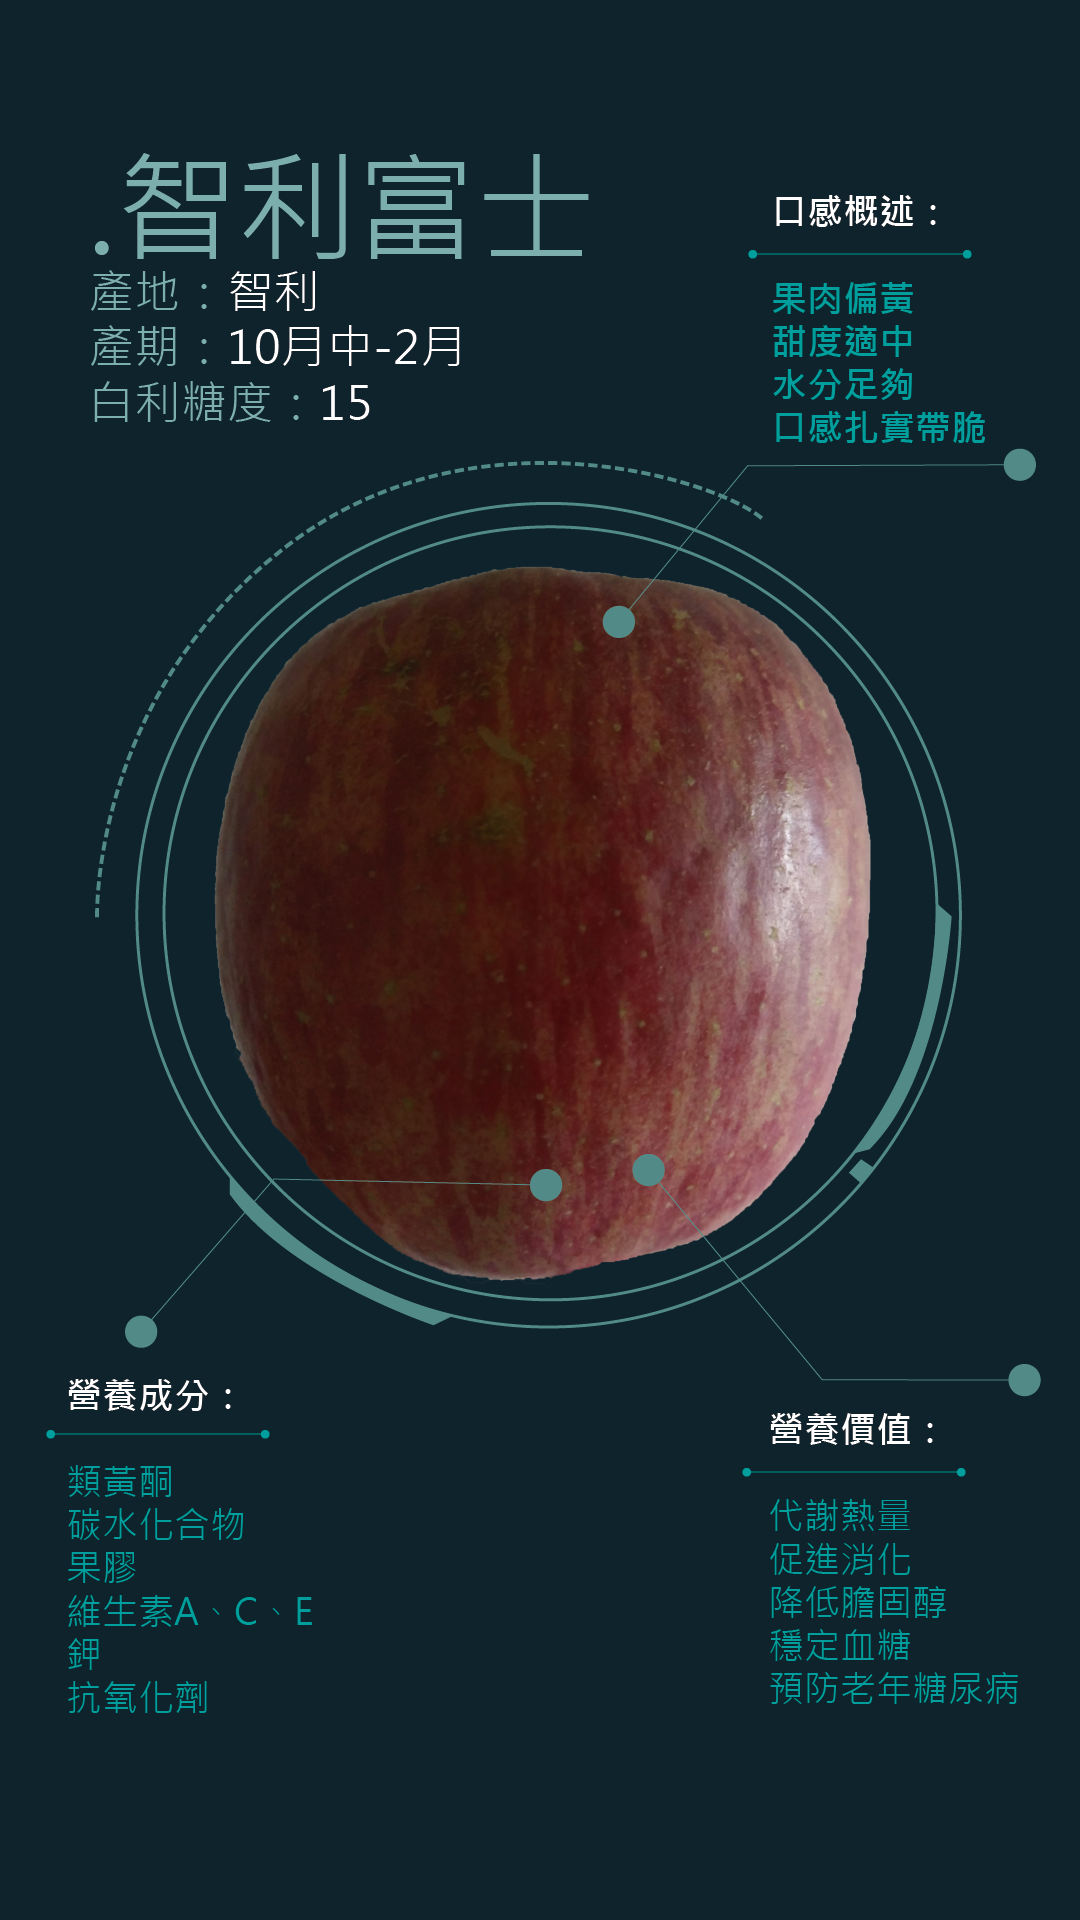 .智利富士
產地：智利
產期：10月中-2月
白利糖度：15
口感概述：
果肉偏黃
甜度適中
水分足夠
口感扎實帶脆
營養成分：
類黃酮
碳水化合物
果膠
維生素A、C、E
鉀
抗氧化劑
營養價值：
代謝熱量
促進消化
降低膽固醇
穩定血糖
預防老年糖尿病